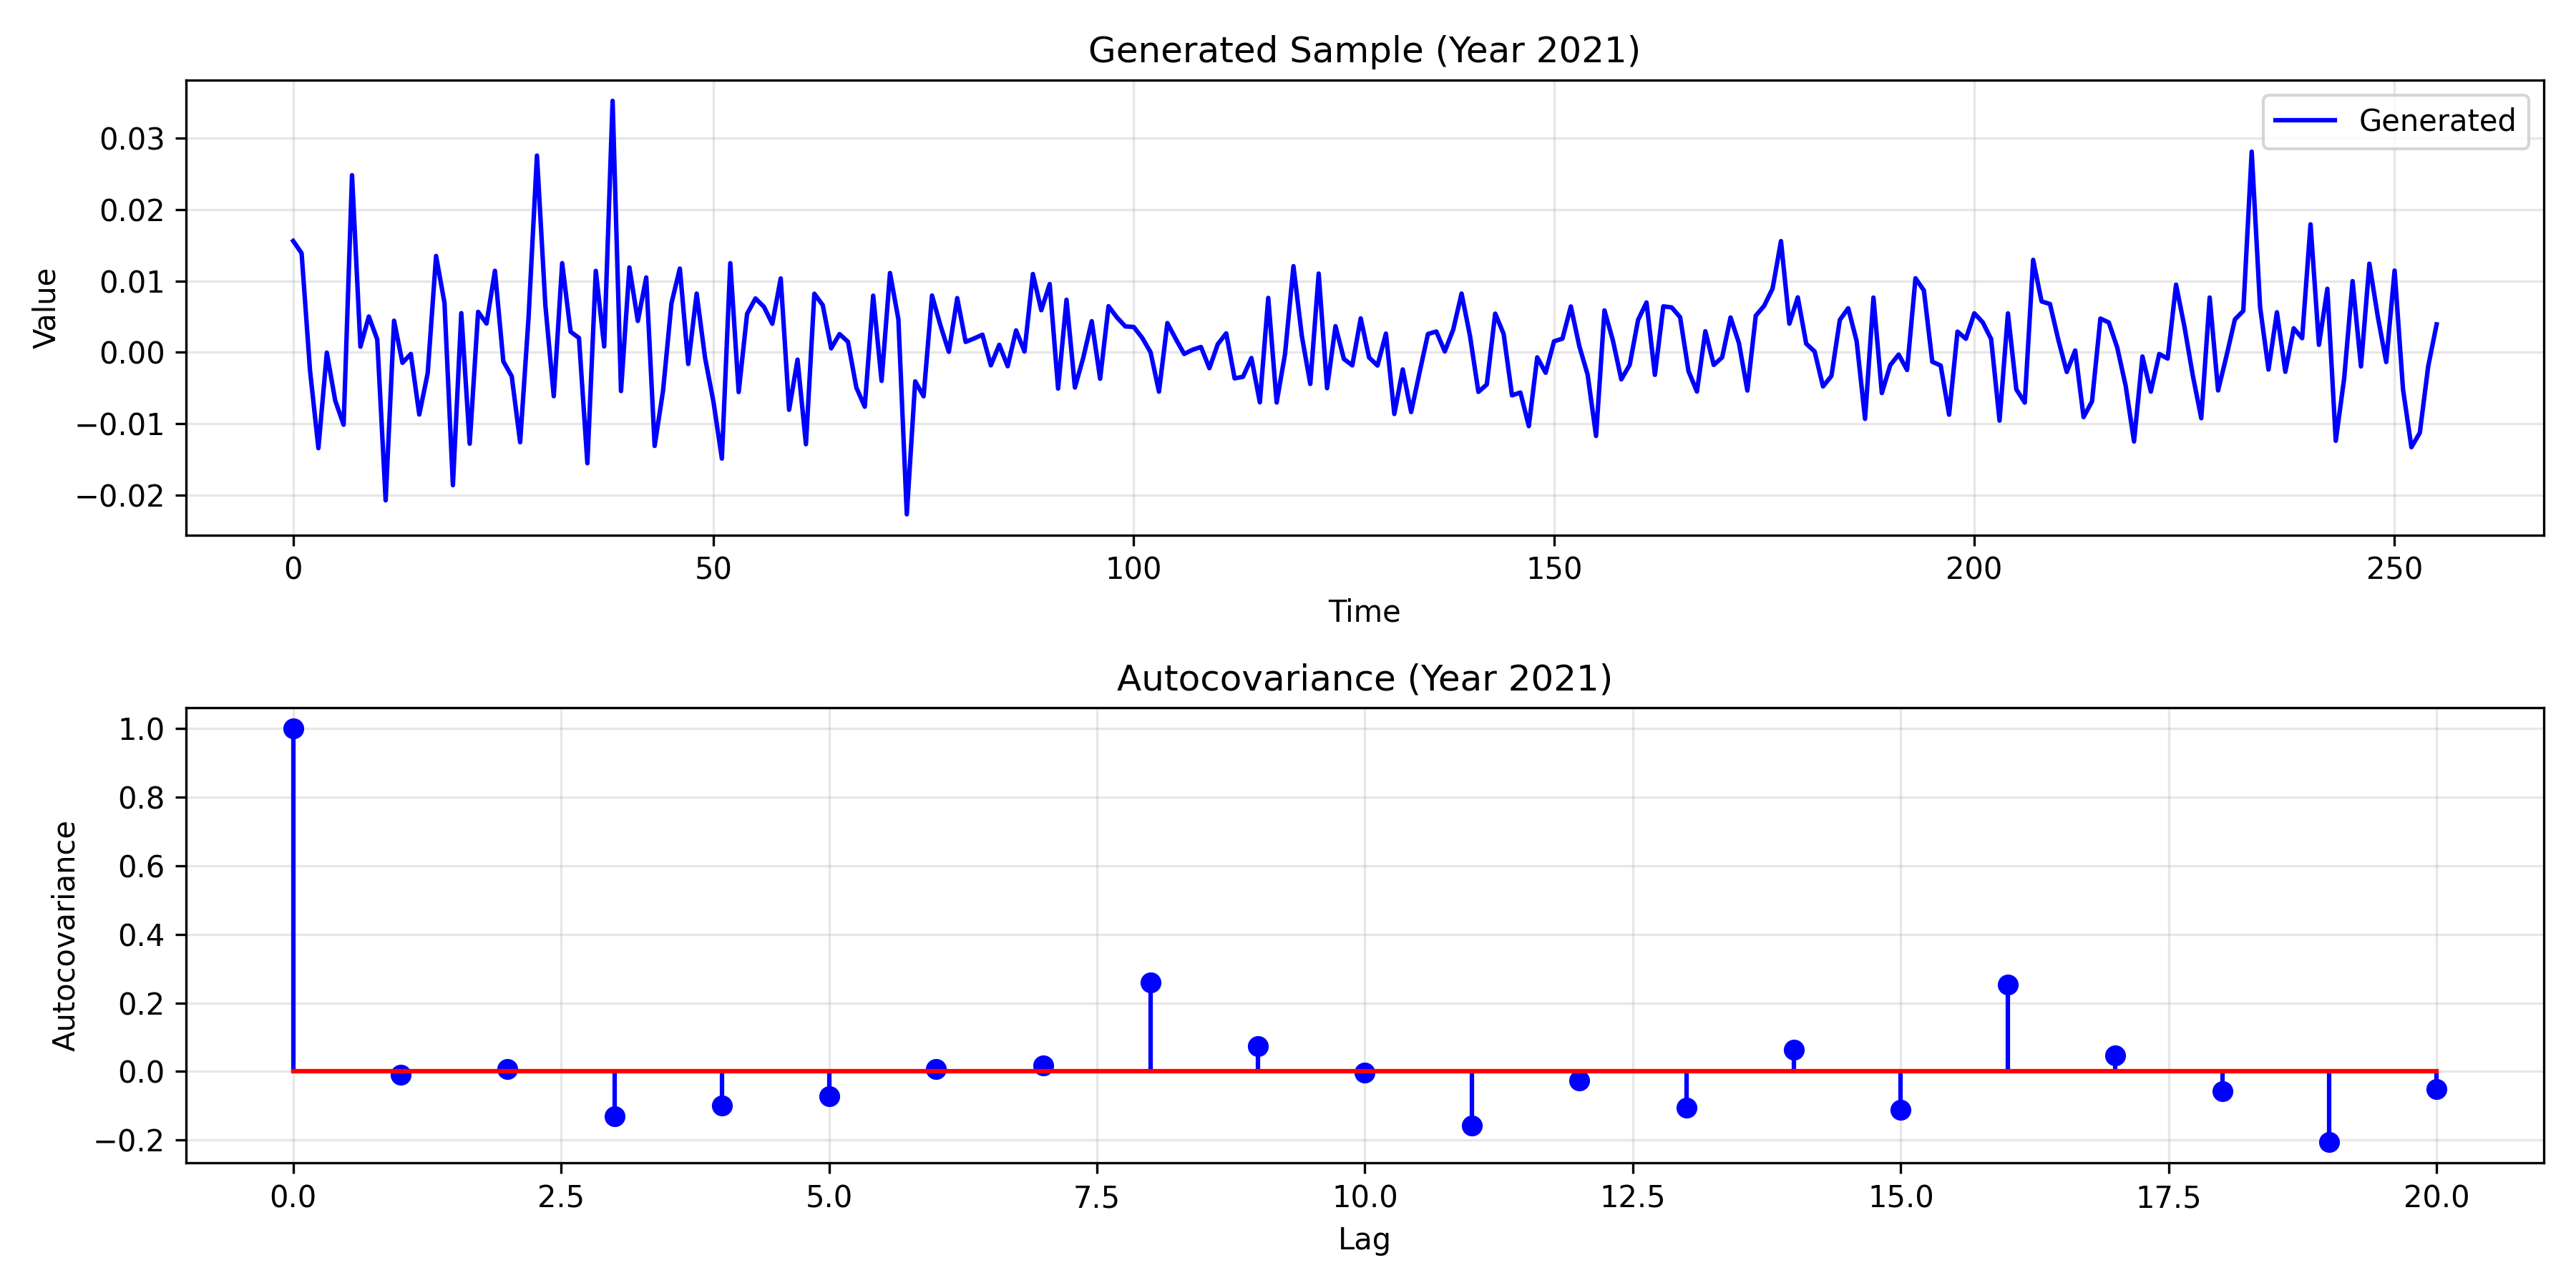 Generated Sample (Year 2021)
Generated
Value
0.03
0.02
0.01
0.00
−0.01
−0.02
0 50 100 150 200 250
Time
Autocovariance (Year 2021)
Autocovariance
1.0
0.8
0.6
0.4
0.2
0.0
−0.2
0.0 2.5 5.0 7.5 10.0 12.5 15.0 17.5 20.0
Lag